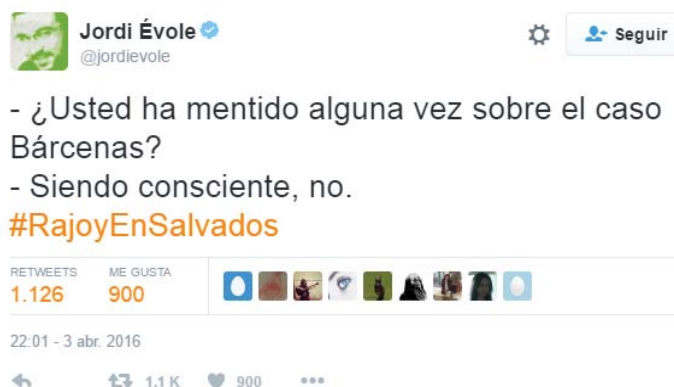 Jordi Évole
@jordievole
Seguir
- ¿Usted ha mentido alguna vez sobre el caso
Bárcenas?
- Siendo consciente, no.
#RajoyEnSalvados
RETWEETS ME GUSTA
1.126 900
22:01 - 3 abr. 2016
1.1 K 900